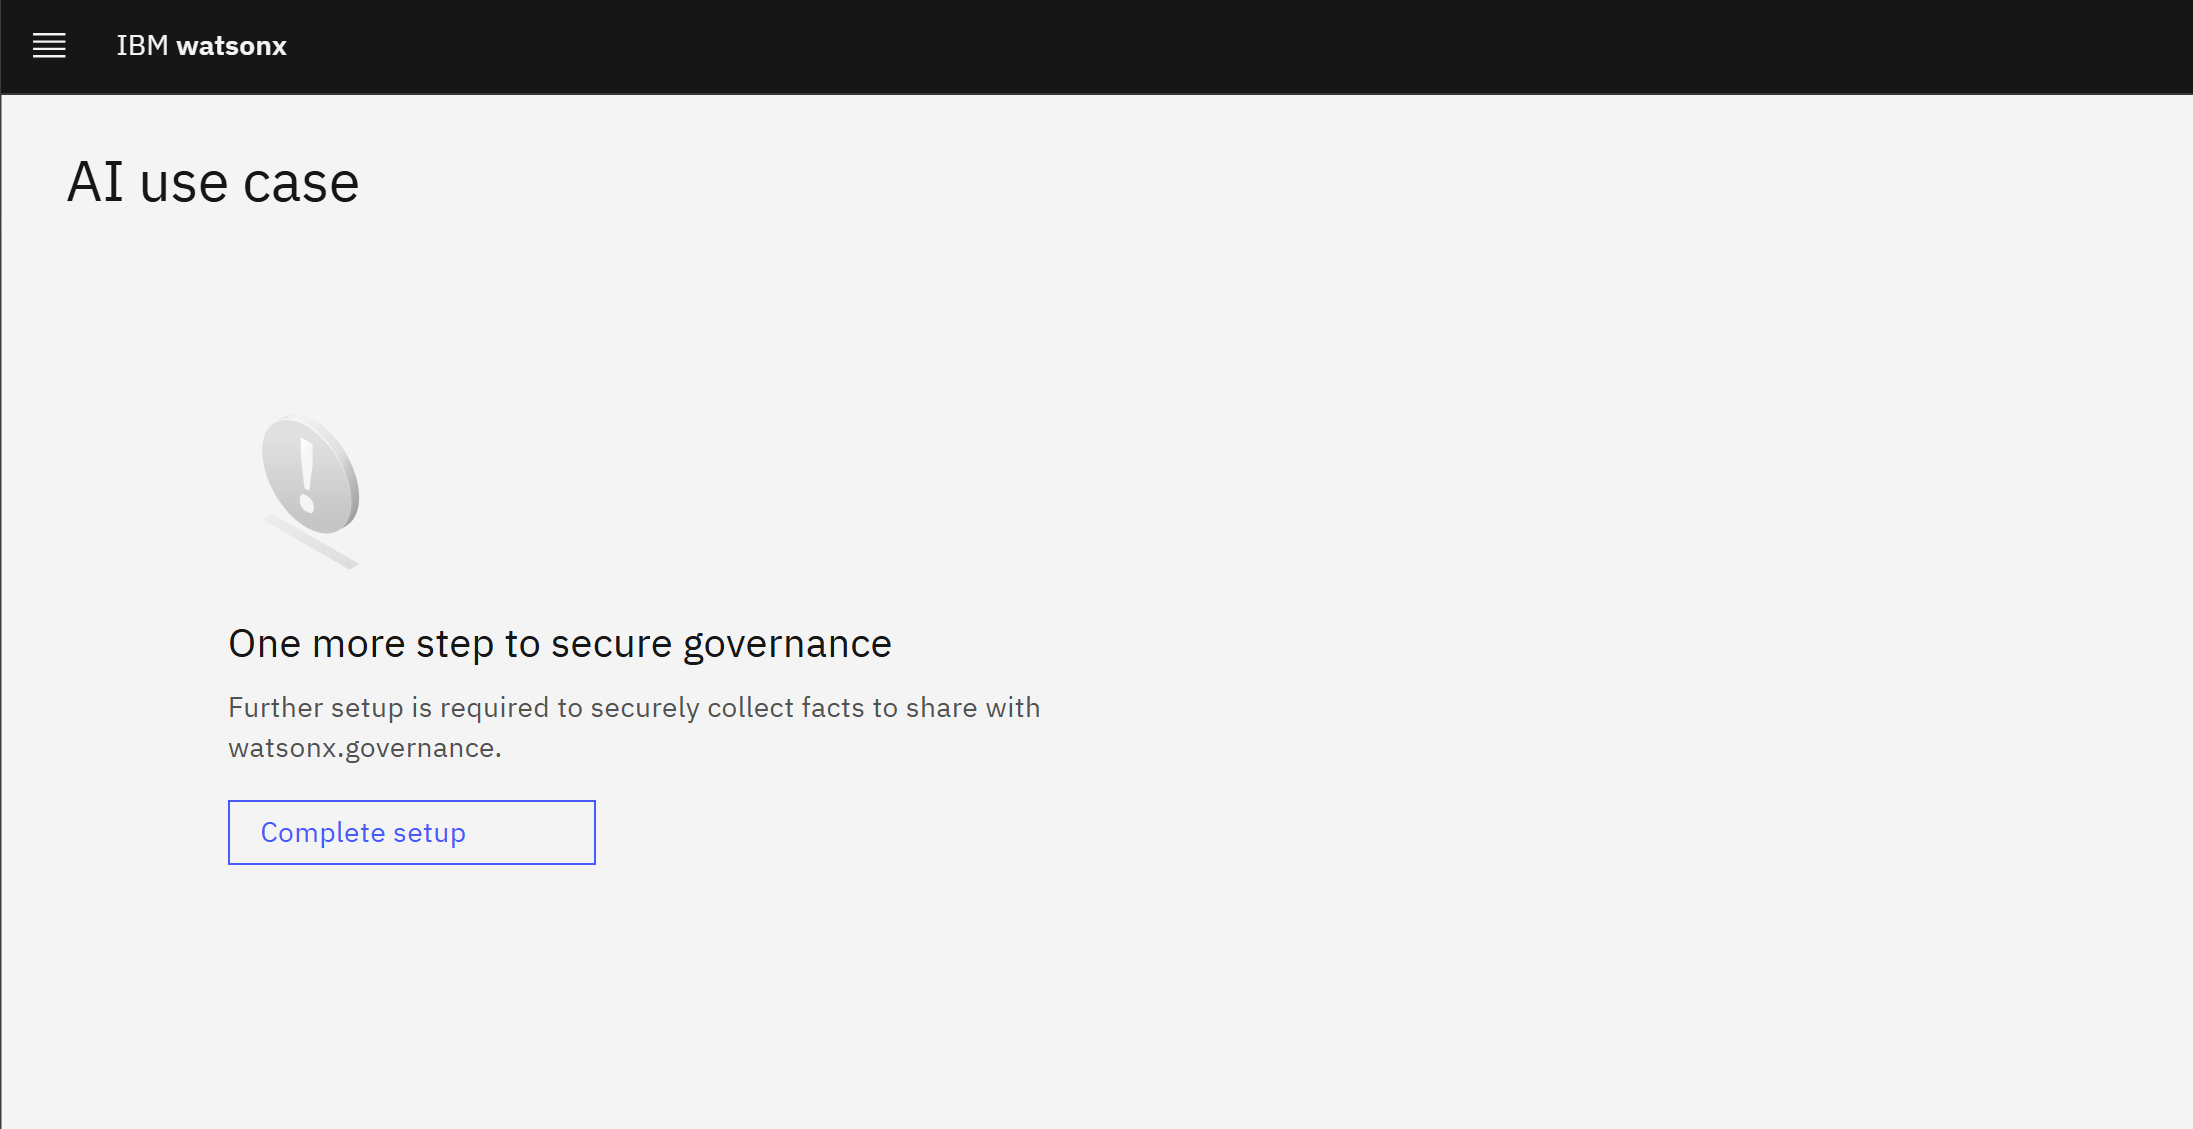 IBM watsonx
AI use case
One more step to secure governance
Further setup is required to securely collect facts to share with
watsonx.governance.
Complete setup